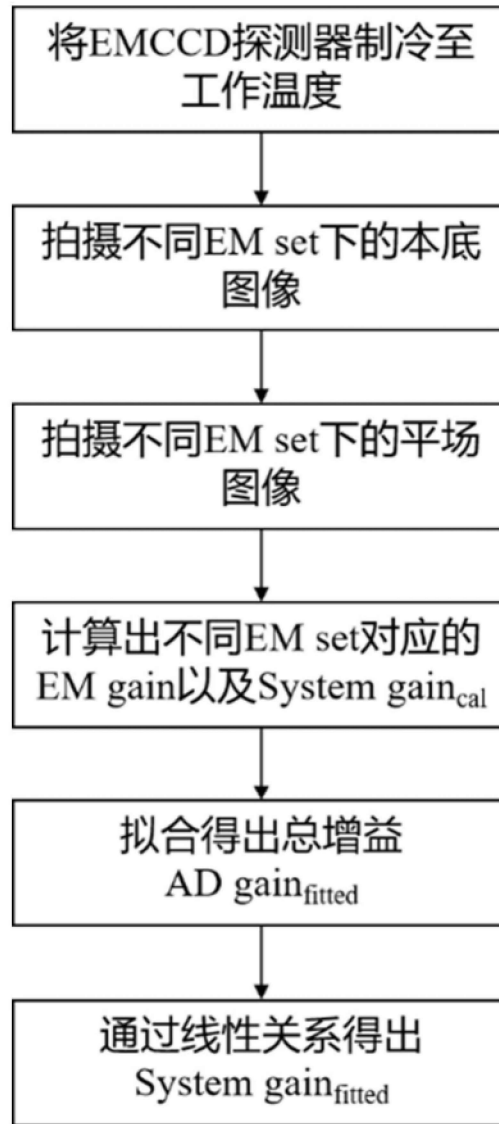 将EMCCD探测器制冷至
工作温度
拍摄不同EM set下的本底
图像
拍摄不同EM set下的平场
图像
计算出不同EM set对应的
EM gain以及System gaincal
拟合得出总增益
AD gainfitted
通过线性关系得出
System gainfitted